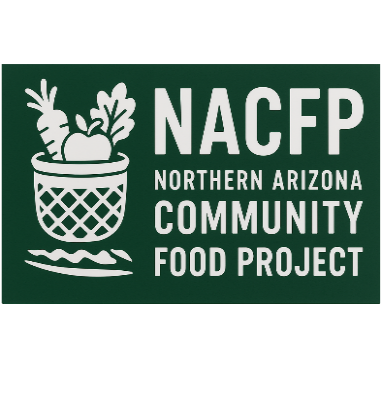 NACFP
NORTHERN ARIZONA
COMMUNITY
FOOD PROJECT